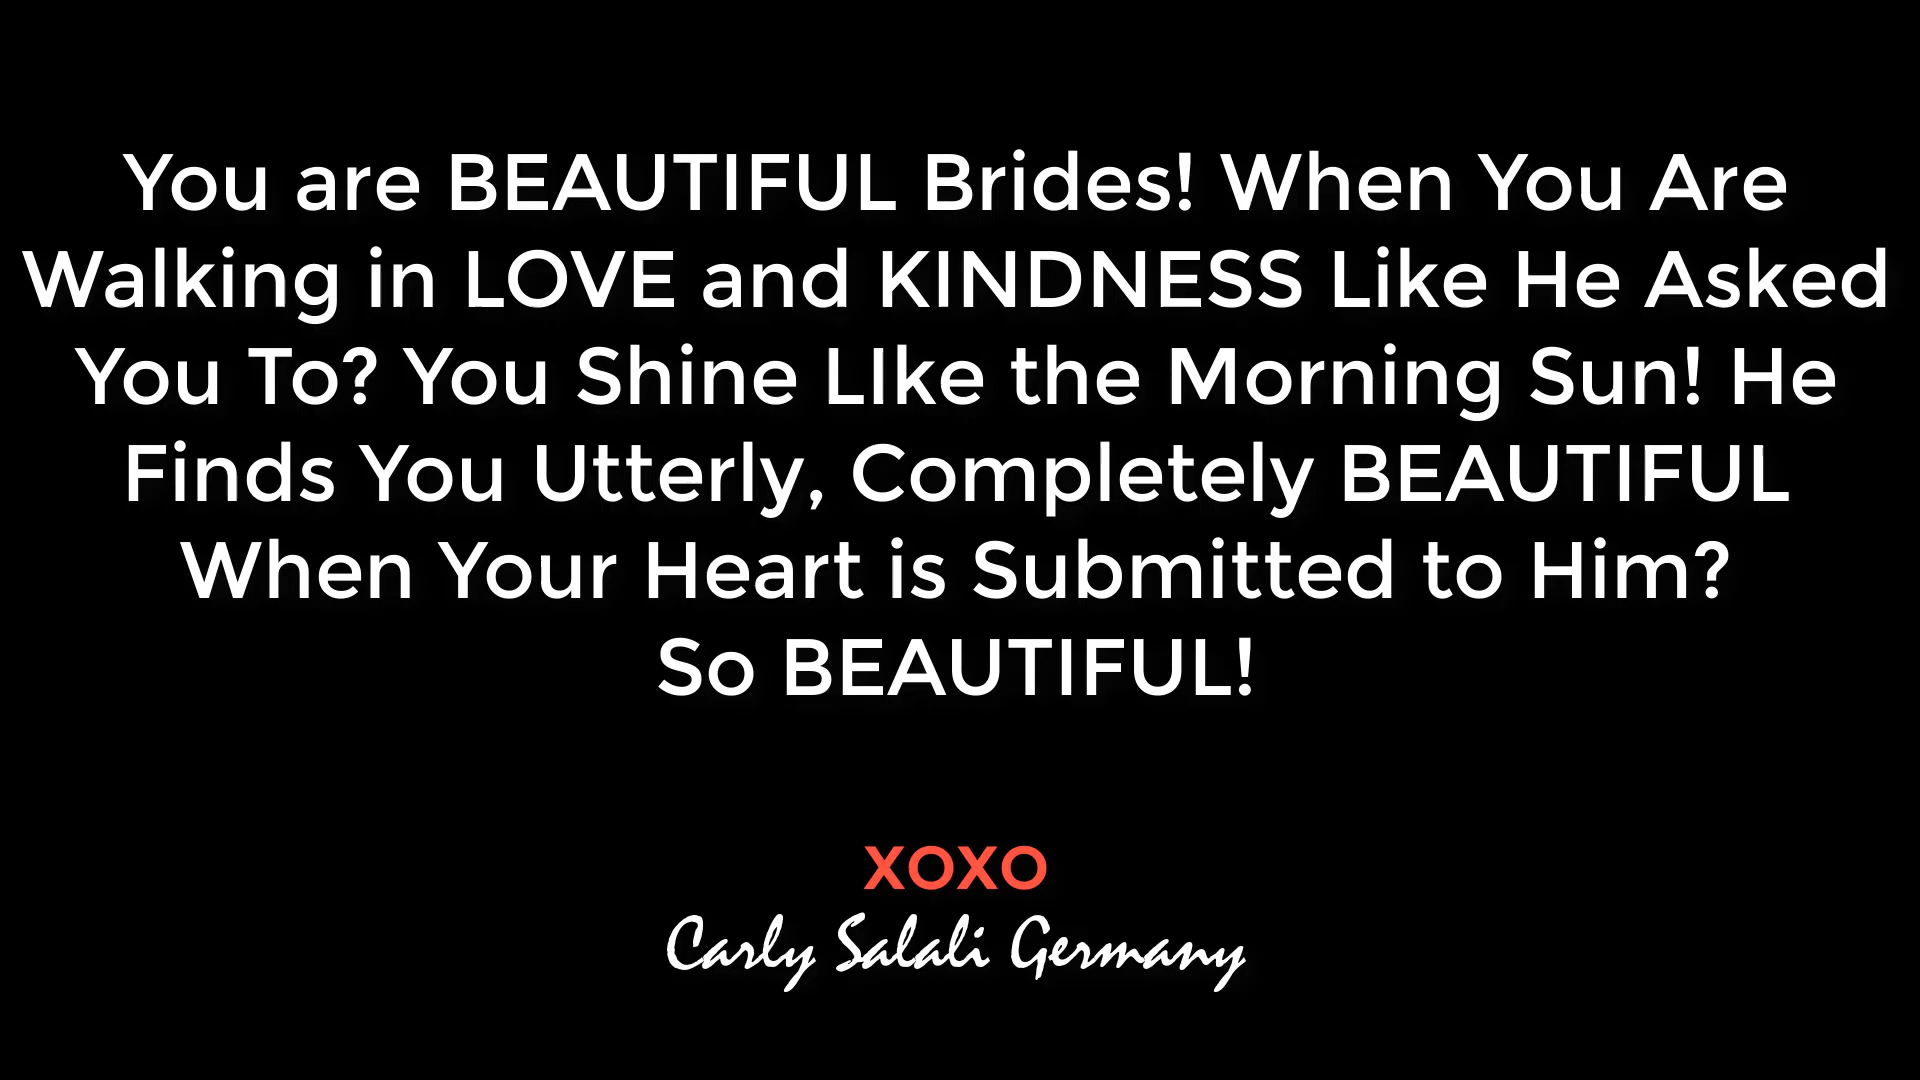 You are BEAUTIFUL Brides! When You Are
Walking in LOVE and KINDNESS Like He Asked
You To? You Shine LIke the Morning Sun! He
Finds You Utterly, Completely BEAUTIFUL
When Your Heart is Submitted to Him?
So BEAUTIFUL!
XOXO
Carly Salali Germany